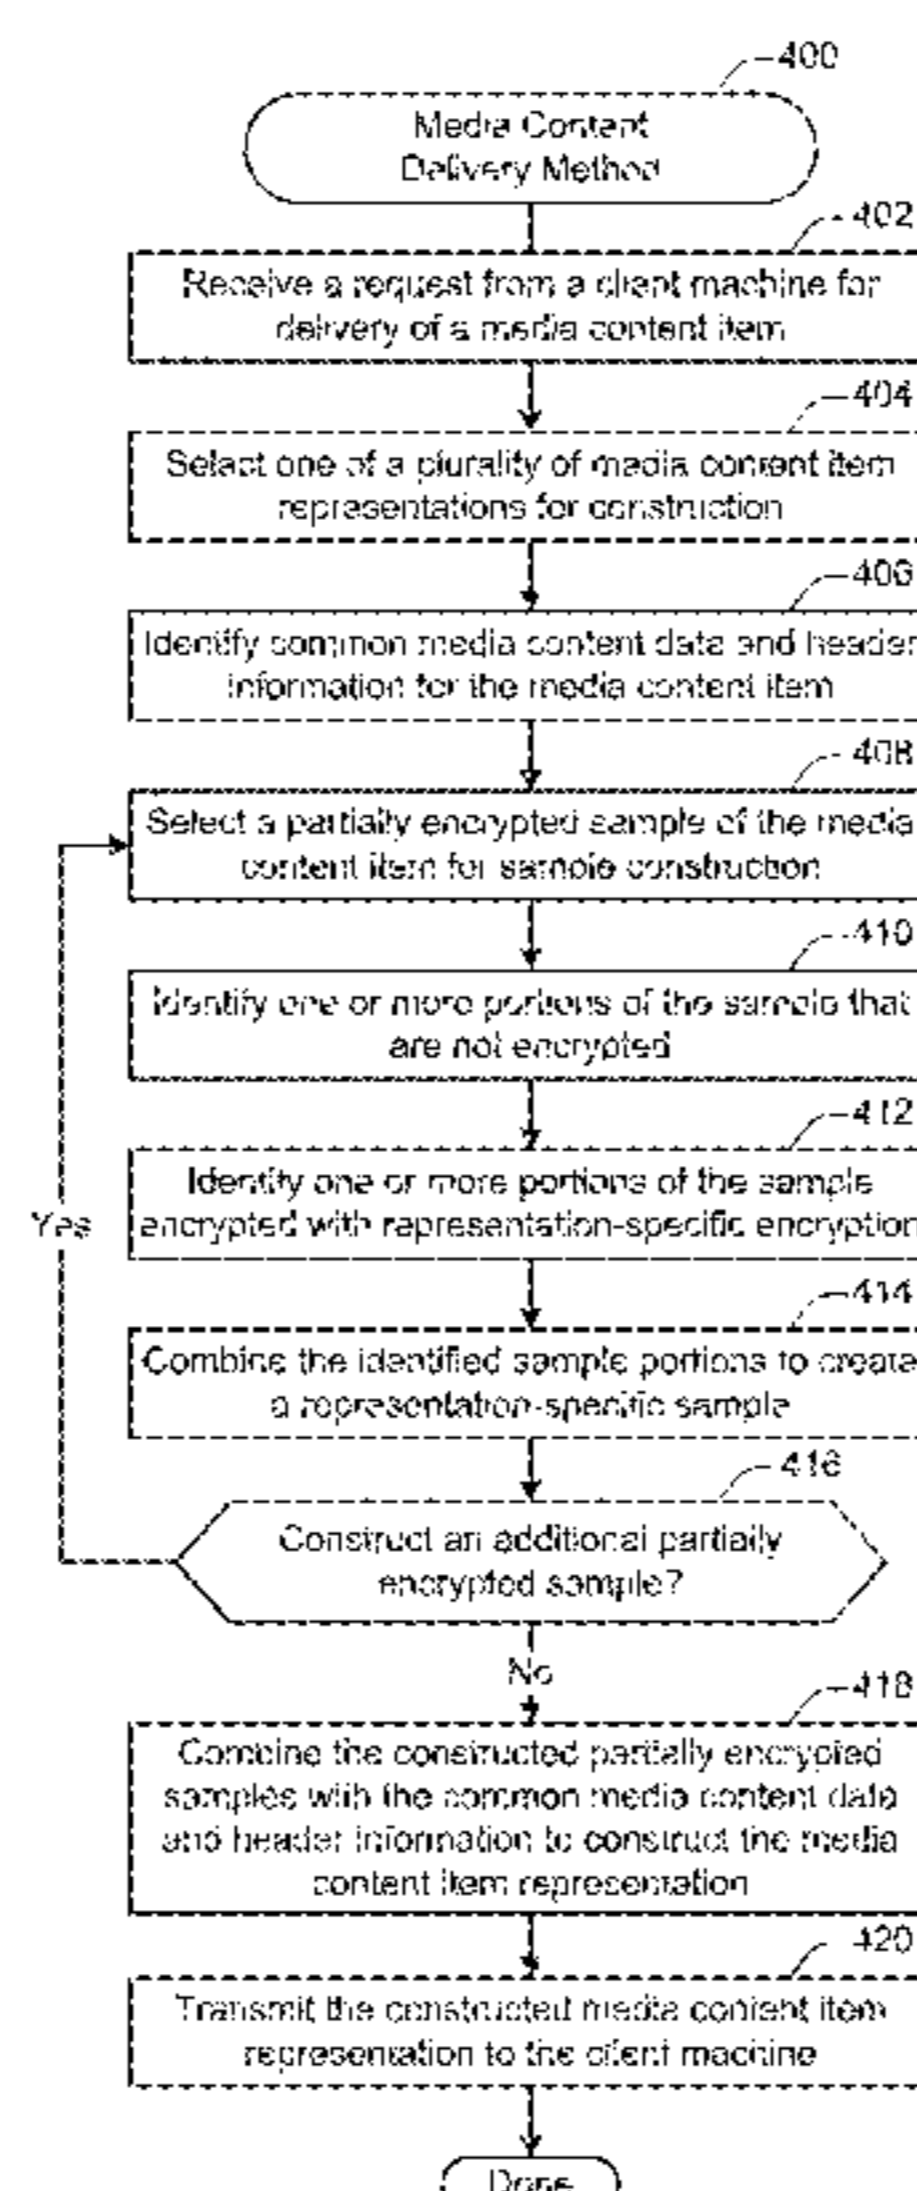 400
Media Content
Delivery Method
402
Receive a request from a client machine for
delivery of a media content item
404
Select one of a plurality of media content item
representations for construction
406
Identify common media content data and header
information for the media content item
408
Select a partially encrypted sample of the media
content item for sample construction
410
Identify one or more portions of the sample that
are not encrypted
412
Identify one or more portions of the sample
encrypted with representation-specific encryption
414
Combine the identified sample portions to create
a representation-specific sample
416
Construct an additional partially
encrypted sample?
Yes
No
418
Combine the constructed partially encrypted
samples with the common media content data
and header information to construct the media
content item representation
420
Transmit the constructed media content item
representation to the client machine
Done